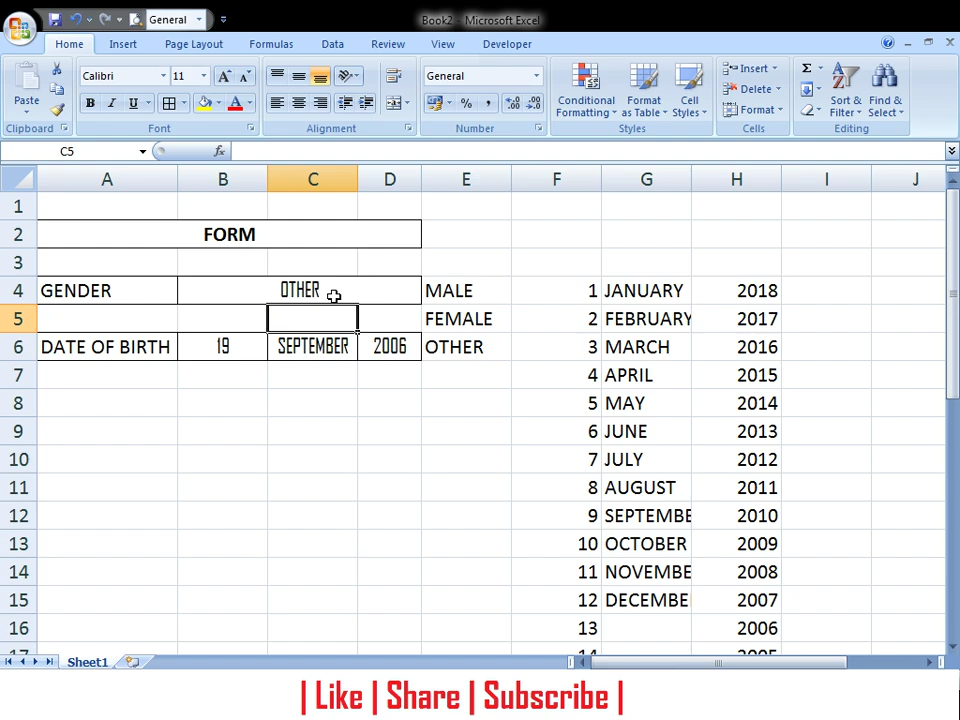 General
Book2 - Microsoft Excel
Home Insert Page Layout Formulas Data Review View Developer
Paste
Calibri 11
B I U A
General
% ,
Conditional Formatting
Format as Table
Cell Styles
Insert
Delete
Format
Σ
Sort & Filter
Find & Select
Clipboard Font Alignment Number Styles Cells Editing
C5 fx
A B C D E F G H I J
1
2 FORM
3
4 GENDER OTHER MALE 1 JANUARY 2018
5 FEMALE 2 FEBRUARY 2017
6 DATE OF BIRTH 19 SEPTEMBER 2006 OTHER 3 MARCH 2016
7 4 APRIL 2015
8 5 MAY 2014
9 6 JUNE 2013
10 7 JULY 2012
11 8 AUGUST 2011
12 9 SEPTEMBE 2010
13 10 OCTOBER 2009
14 11 NOVEMBE 2008
15 12 DECEMBE 2007
16 13 2006
Sheet1
| Like | Share | Subscribe |